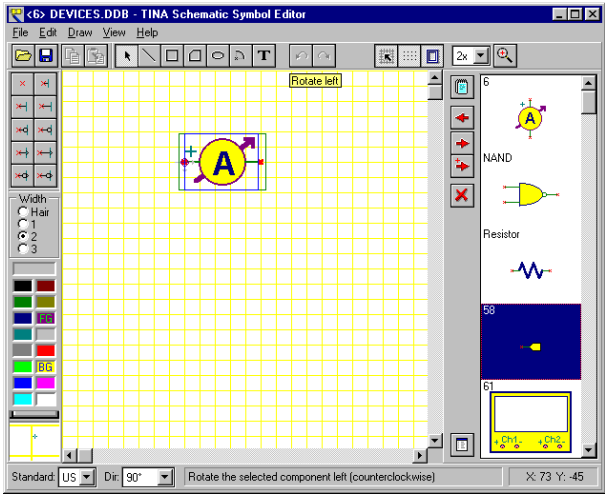 <6> DEVICES.DDB - TINA Schematic Symbol Editor
File Edit Draw View Help
T 2x
Rotate left
6
A
NAND
Resistor
58
61
Ch1 Ch2
A
Width
Hair
1
2
3
FG
BG
Standard: US Dir: 90° Rotate the selected component left (counterclockwise) X: 73 Y: -45